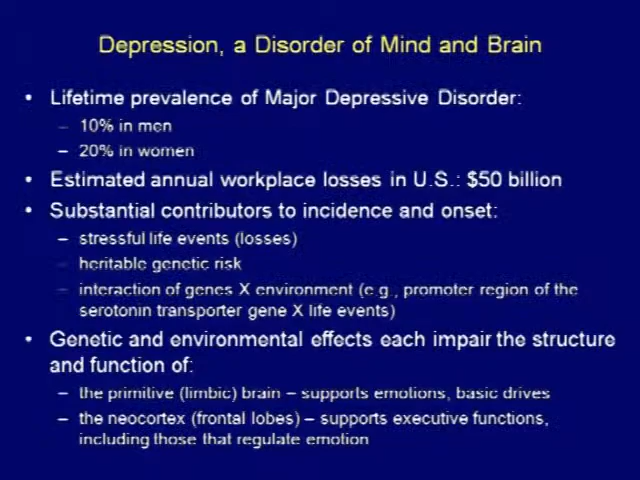 Depression, a Disorder of Mind and Brain
• Lifetime prevalence of Major Depressive Disorder:
– 10% in men
– 20% in women
• Estimated annual workplace losses in U.S.: $50 billion
• Substantial contributors to incidence and onset:
– stressful life events (losses)
– heritable genetic risk
– interaction of genes X environment (e.g., promoter region of the
serotonin transporter gene X life events)
• Genetic and environmental effects each impair the structure
and function of:
– the primitive (limbic) brain – supports emotions, basic drives
– the neocortex (frontal lobes) – supports executive functions,
including those that regulate emotion